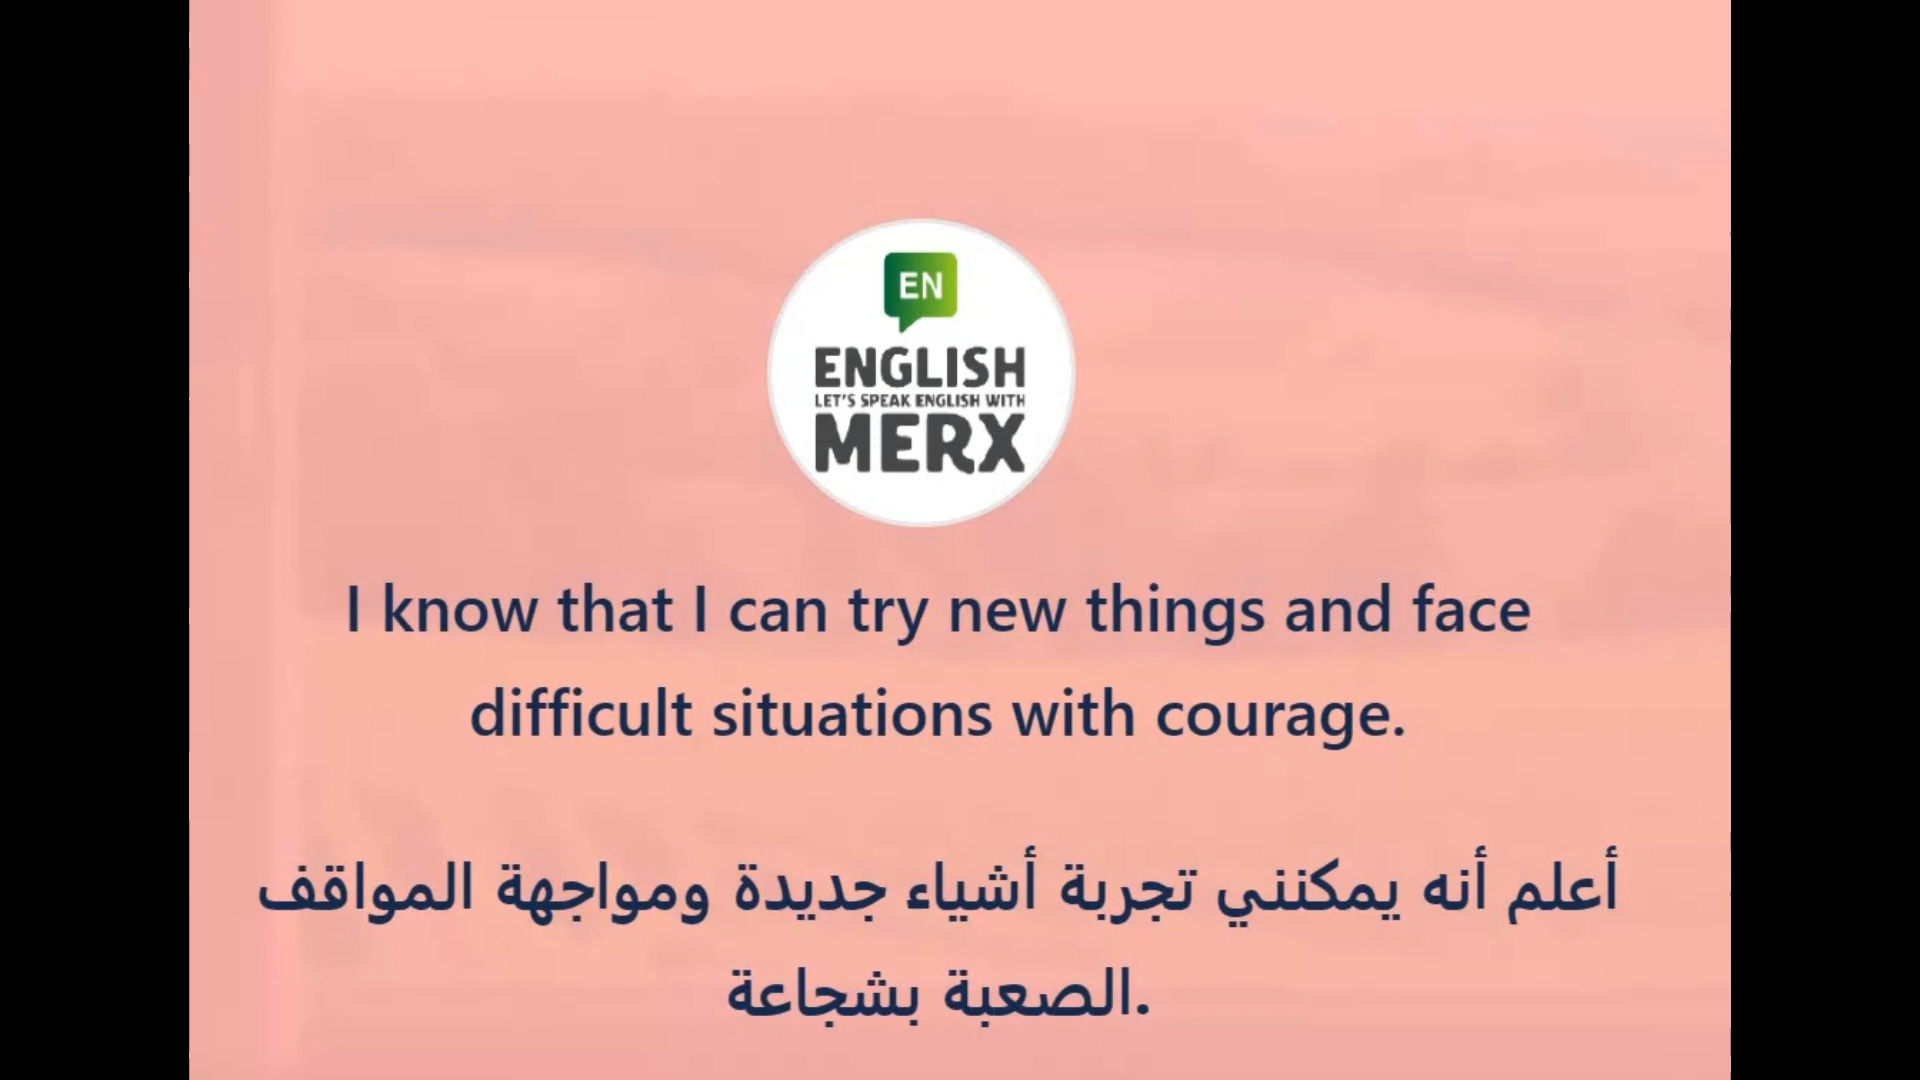 EN
ENGLISH
LET'S SPEAK ENGLISH WITH
MERX
I know that I can try new things and face
difficult situations with courage.
أعلم أنه يمكنني تجربة أشياء جديدة ومواجهة المواقف
الصعبة بشجاعة.